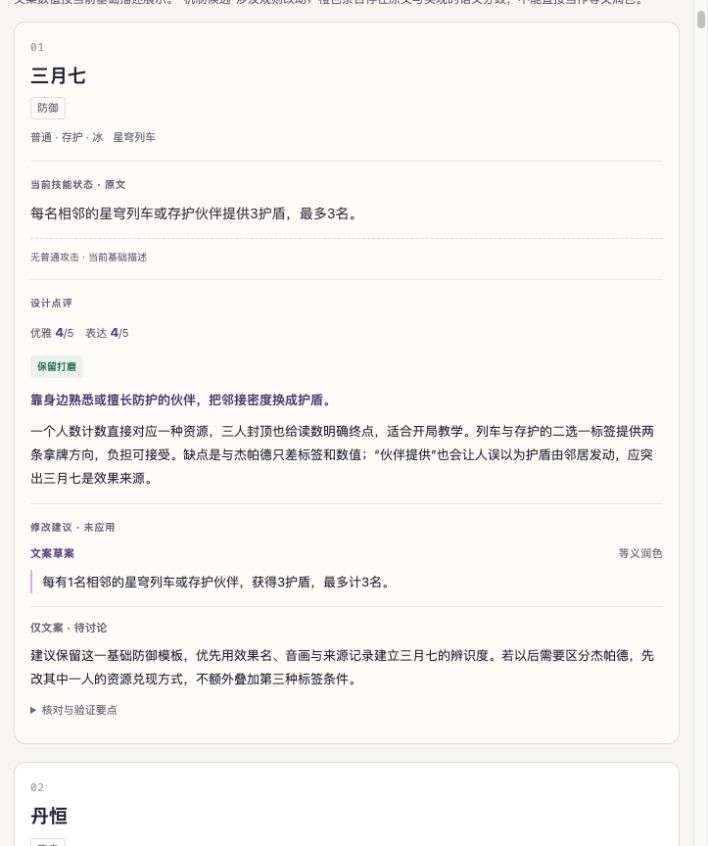 01
三月七
防御
普通 · 存护 · 冰 星穹列车
当前技能状态 · 原文
每名相邻的星穹列车或存护伙伴提供3护盾，最多3名。
无普通攻击 · 当前基础描述
设计点评
优雅 4/5 表达 4/5
保留打磨
靠身边熟悉或擅长防护的伙伴，把邻接密度换成护盾。
一个人数计数直接对应一种资源，三人封顶也给读数明确终点，适合开局教学。列车与存护的二选一标签提供两
条拿牌方向，负担可接受。缺点是与杰帕德只差标签和数值；“伙伴提供”也会让人误以为护盾由邻居发动，应突
出三月七是效果来源。
修改建议 · 未应用
文案草案 等义润色
每有1名相邻的星穹列车或存护伙伴，获得3护盾，最多计3名。
仅文案 · 待讨论
建议保留这一基础防御模板，优先用效果名、音画与来源记录建立三月七的辨识度。若以后需要区分杰帕德，先
改其中一人的资源兑现方式，不额外叠加第三种标签条件。
▶ 核对与验证要点
02
丹恒